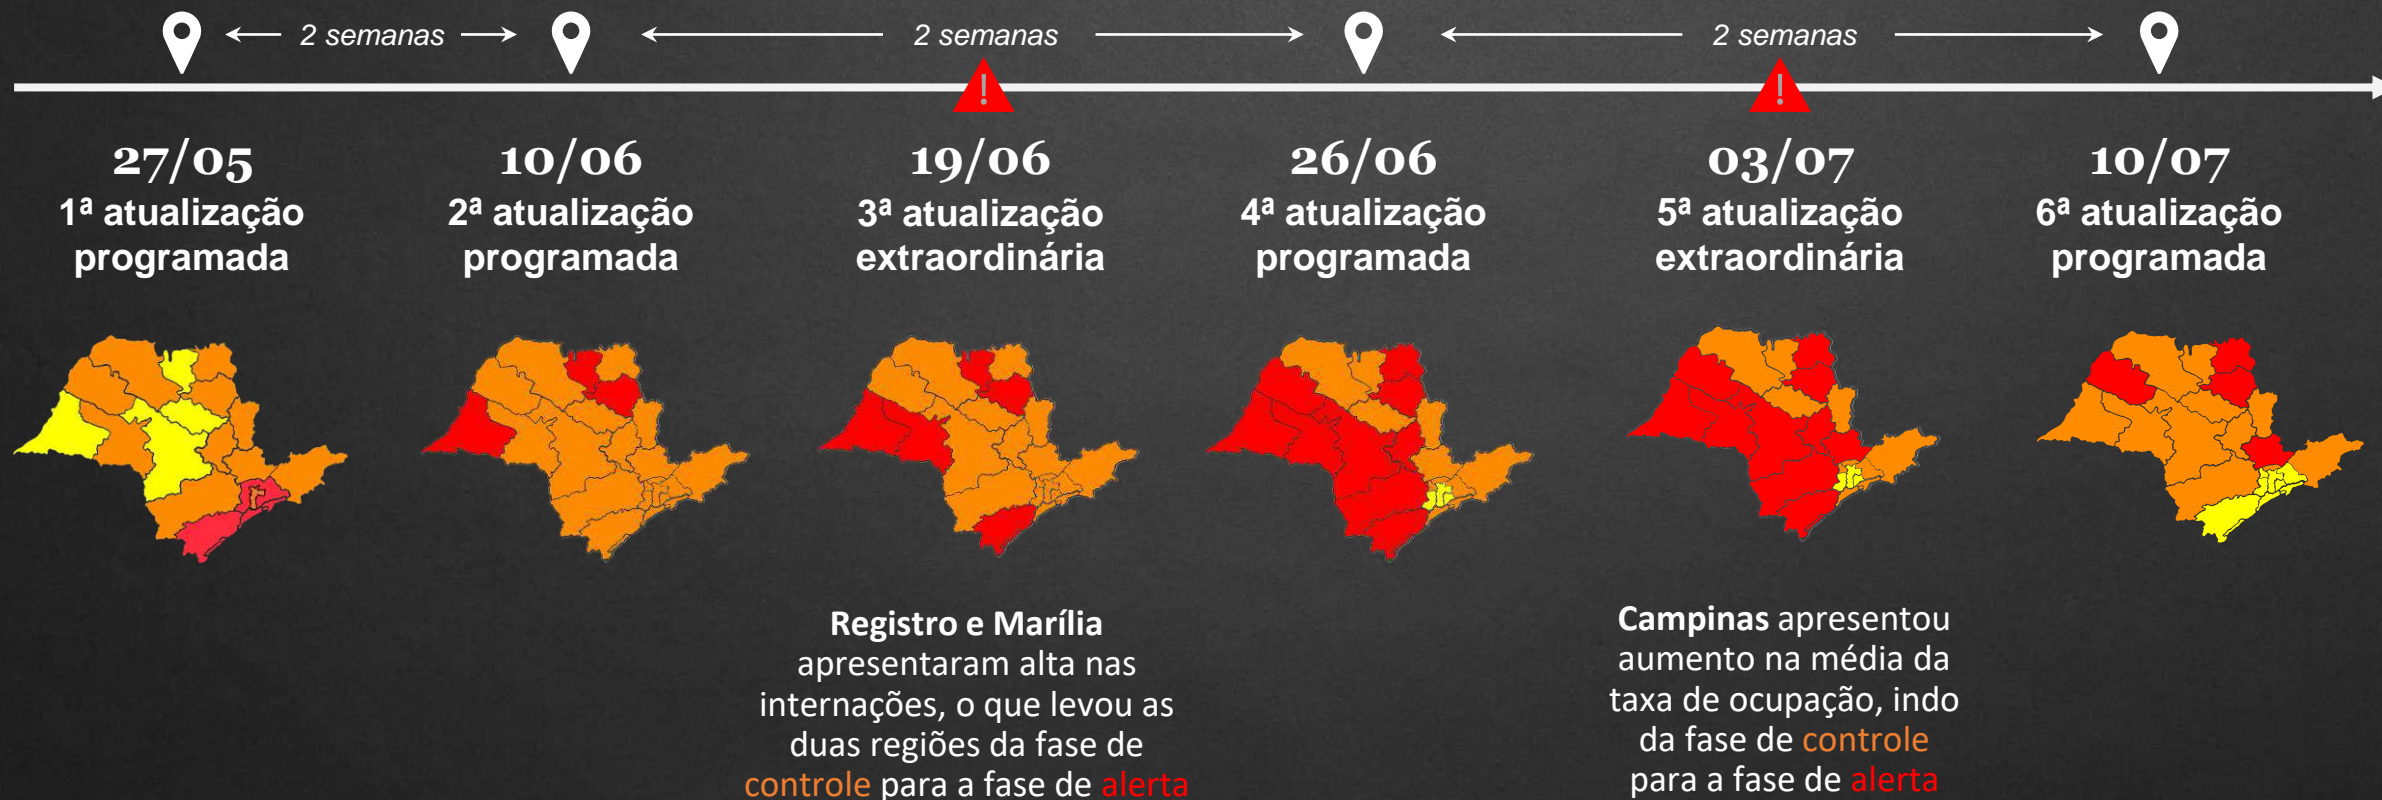 2 semanas
2 semanas
2 semanas
27/05
1ª atualização
programada
10/06
2ª atualização
programada
19/06
3ª atualização
extraordinária
26/06
4ª atualização
programada
03/07
5ª atualização
extraordinária
10/07
6ª atualização
programada
Registro e Marília
apresentaram alta nas
internações, o que levou as
duas regiões da fase de
controle para a fase de alerta
Campinas apresentou
aumento na média da
taxa de ocupação, indo
da fase de controle
para a fase de alerta